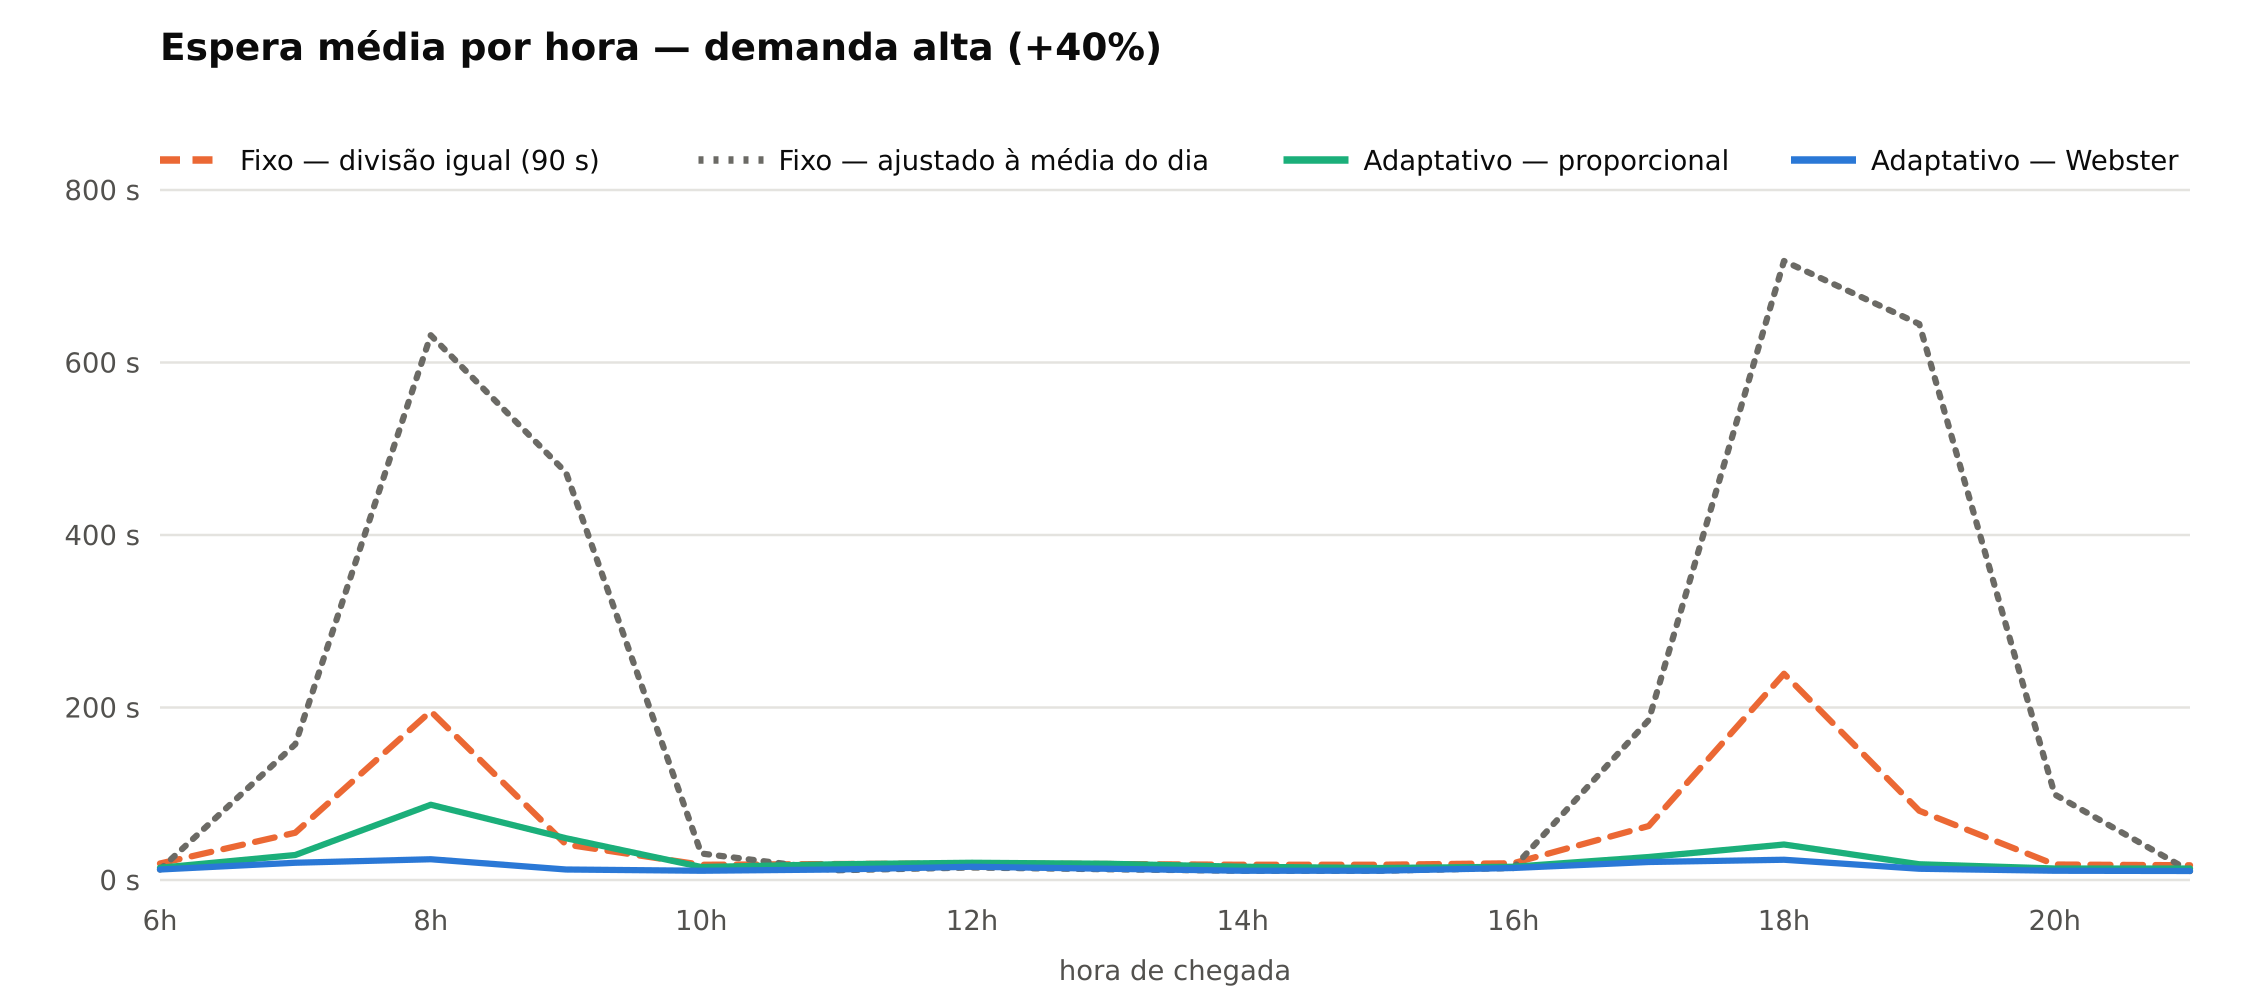 Espera média por hora — demanda alta (+40%)
Fixo — divisão igual (90 s) Fixo — ajustado à média do dia Adaptativo — proporcional Adaptativo — Webster
800 s
600 s
400 s
200 s
0 s
6h 8h 10h 12h 14h 16h 18h 20h
hora de chegada